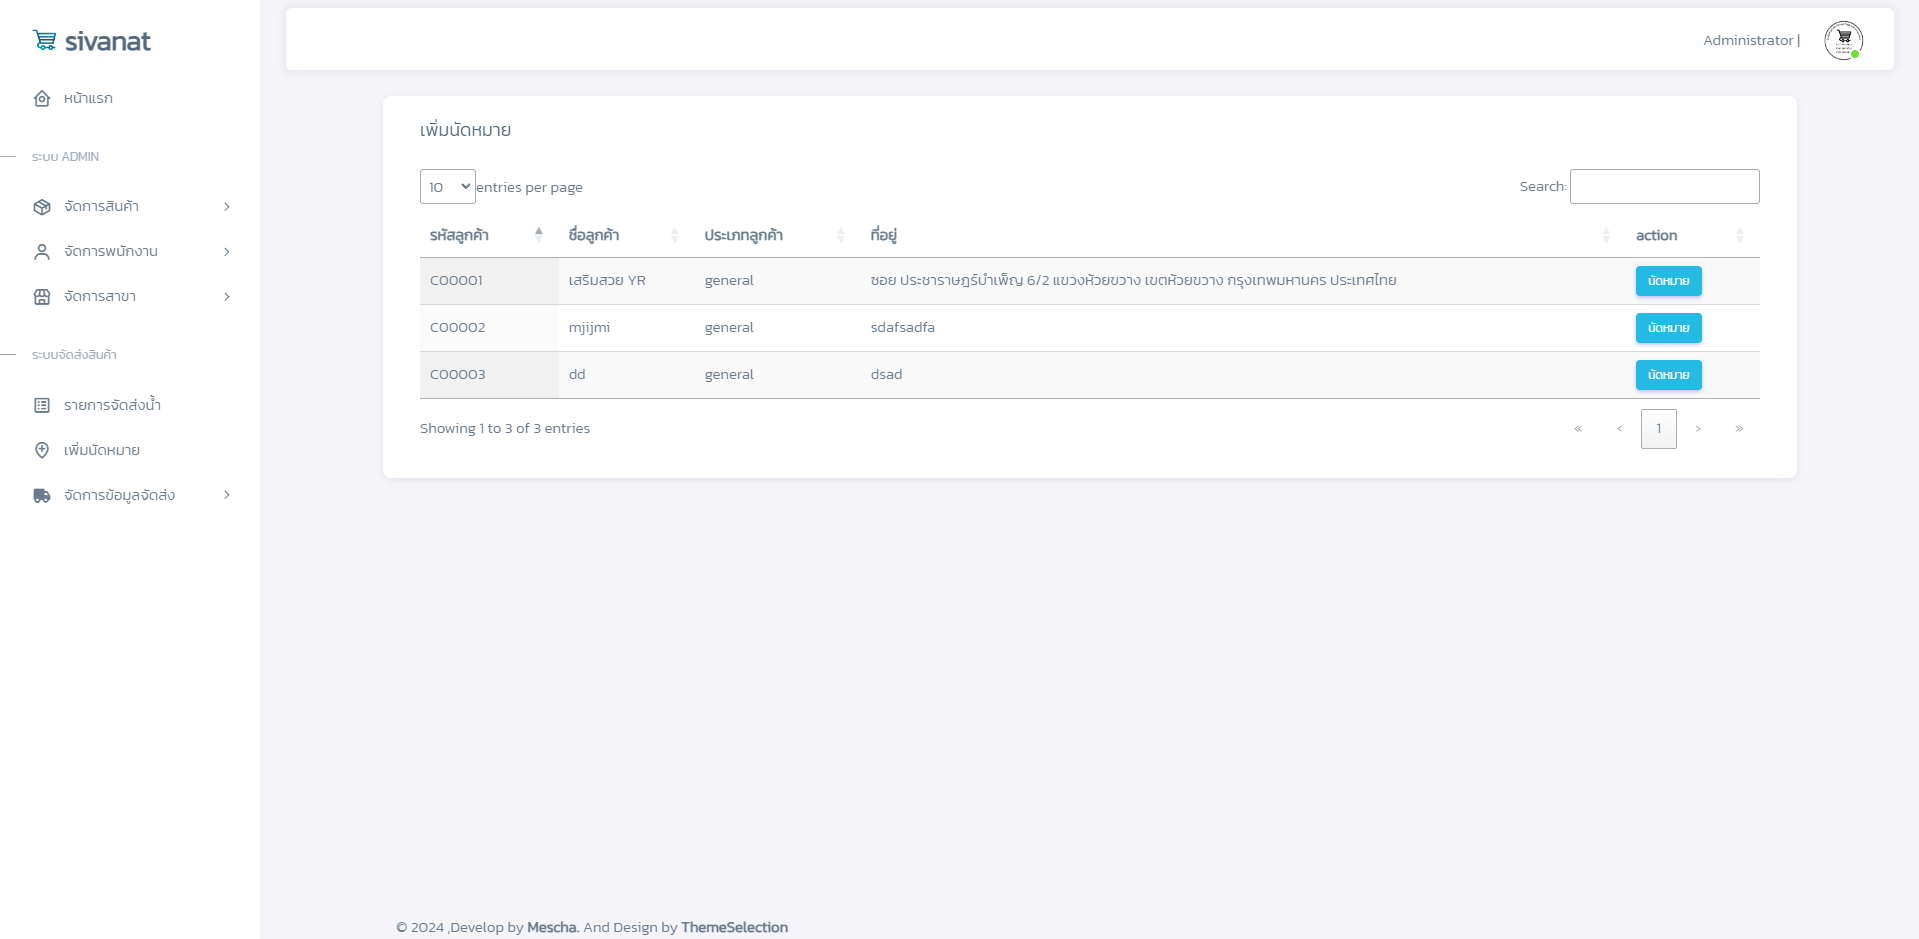 sivanat
Administrator |
หน้าแรก
ระบบ ADMIN
จัดการสินค้า
จัดการพนักงาน
จัดการสาขา
ระบบจัดส่งสินค้า
รายการจัดส่งน้ำ
เพิ่มนัดหมาย
จัดการข้อมูลจัดส่ง
เพิ่มนัดหมาย
10 entries per page Search:
รหัสลูกค้า ชื่อลูกค้า ประเภทลูกค้า ที่อยู่ action
C00001 เสริมสวย YR general ซอย ประชาราษฎร์บำเพ็ญ 6/2 แขวงห้วยขวาง เขตห้วยขวาง กรุงเทพมหานคร ประเทศไทย นัดหมาย
C00002 mjijmi general sdafsadfa นัดหมาย
C00003 dd general dsad นัดหมาย
Showing 1 to 3 of 3 entries « ‹ 1 › »
© 2024 ,Develop by Mescha. And Design by ThemeSelection